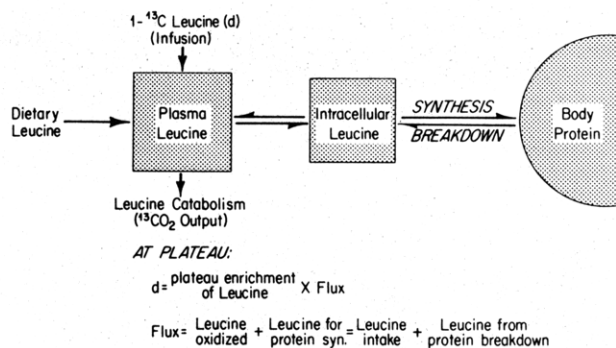 1-¹³C Leucine (d)
(Infusion)
Dietary
Leucine
Plasma
Leucine
Intracellular
Leucine
SYNTHESIS
BREAKDOWN
Body
Protein
Leucine Catabolism
(¹³CO₂ Output)
AT PLATEAU:
d= plateau enrichment of Leucine X Flux
Flux= Leucine oxidized + Leucine for protein syn. = Leucine intake + Leucine from protein breakdown